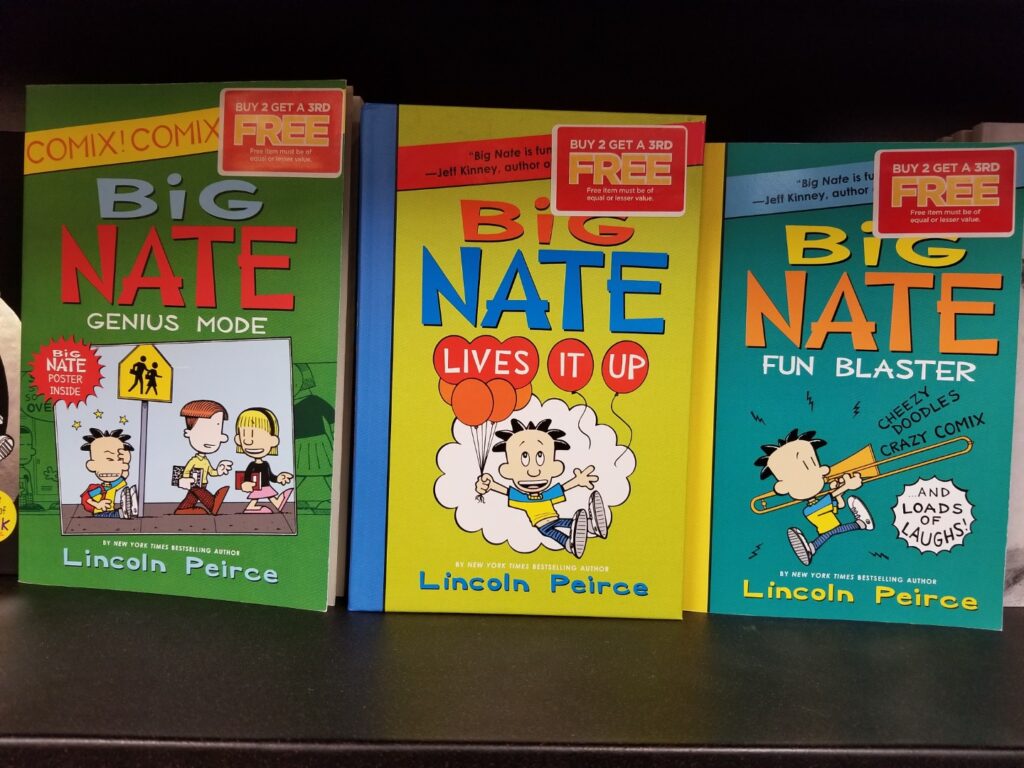 COMIX! COMIX
BUY 2 GET A 3RD
FREE
Free item must be of
equal or lesser value.
BiG
NATE
GENIUS MODE
BiG
NATE
POSTER
INSIDE
BY NEW YORK TIMES BESTSELLING AUTHOR
Lincoln Peirce
"Big Nate is fun
—Jeff Kinney, author o
BUY 2 GET A 3RD
FREE
Free item must be of
equal or lesser value.
BiG
NATE
LIVES IT UP
BY NEW YORK TIMES BESTSELLING AUTHOR
Lincoln Peirce
"Big Nate is fu
—Jeff Kinney, author
BUY 2 GET A 3RD
FREE
Free item must be of
equal or lesser value.
BiG
NATE
FUN BLASTER
CHEEZY
DOODLES
CRAZY COMIX
...AND
LOADS
OF
LAUGHS!
BY NEW YORK TIMES BESTSELLING AUTHOR
Lincoln Peirce